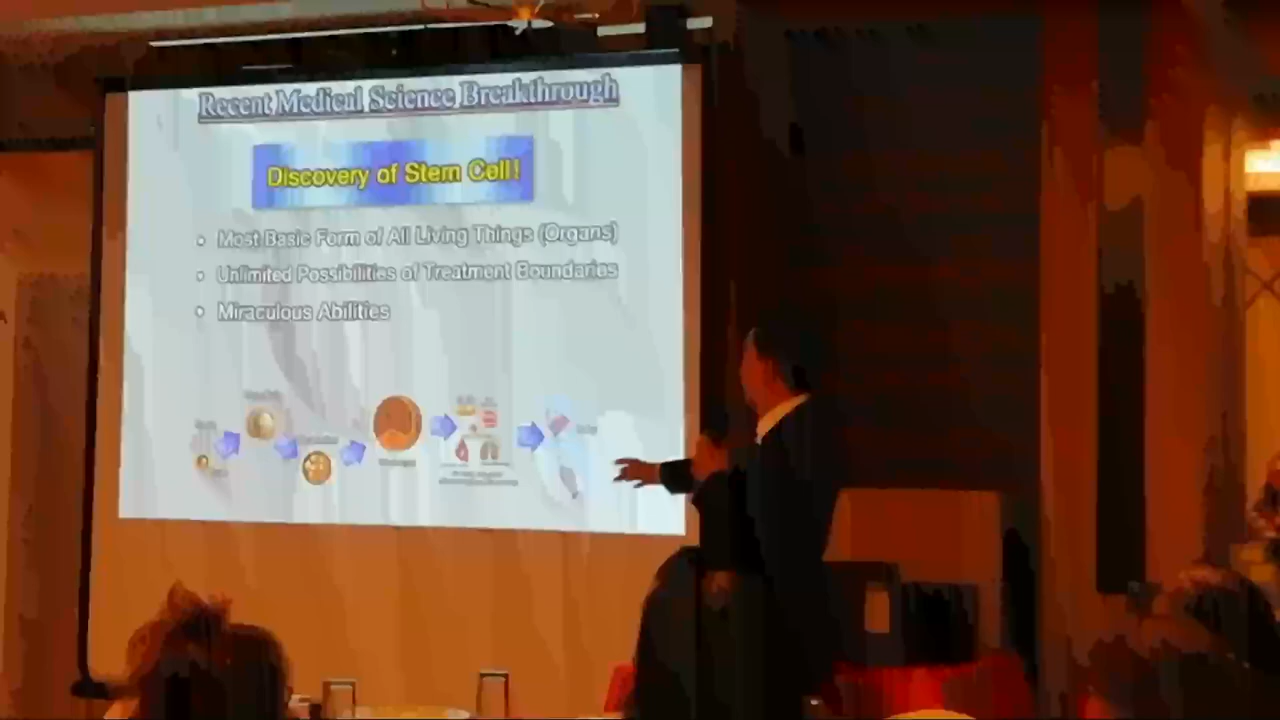 Recent Medical Science Breakthrough
Discovery of Stem Cell!
• Most Basic Form of All Living Things (Organs)
• Unlimited Possibilities of Treatment Boundaries
• Miraculous Abilities